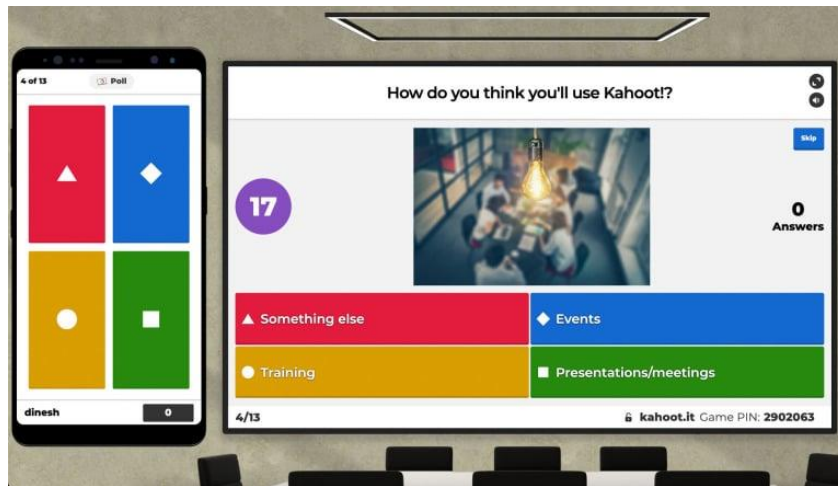 4 of 13
Poll
dinesh
0
How do you think you'll use Kahoot!?
Skip
17
0
Answers
Something else
Events
Training
Presentations/meetings
4/13
kahoot.it Game PIN: 2902063